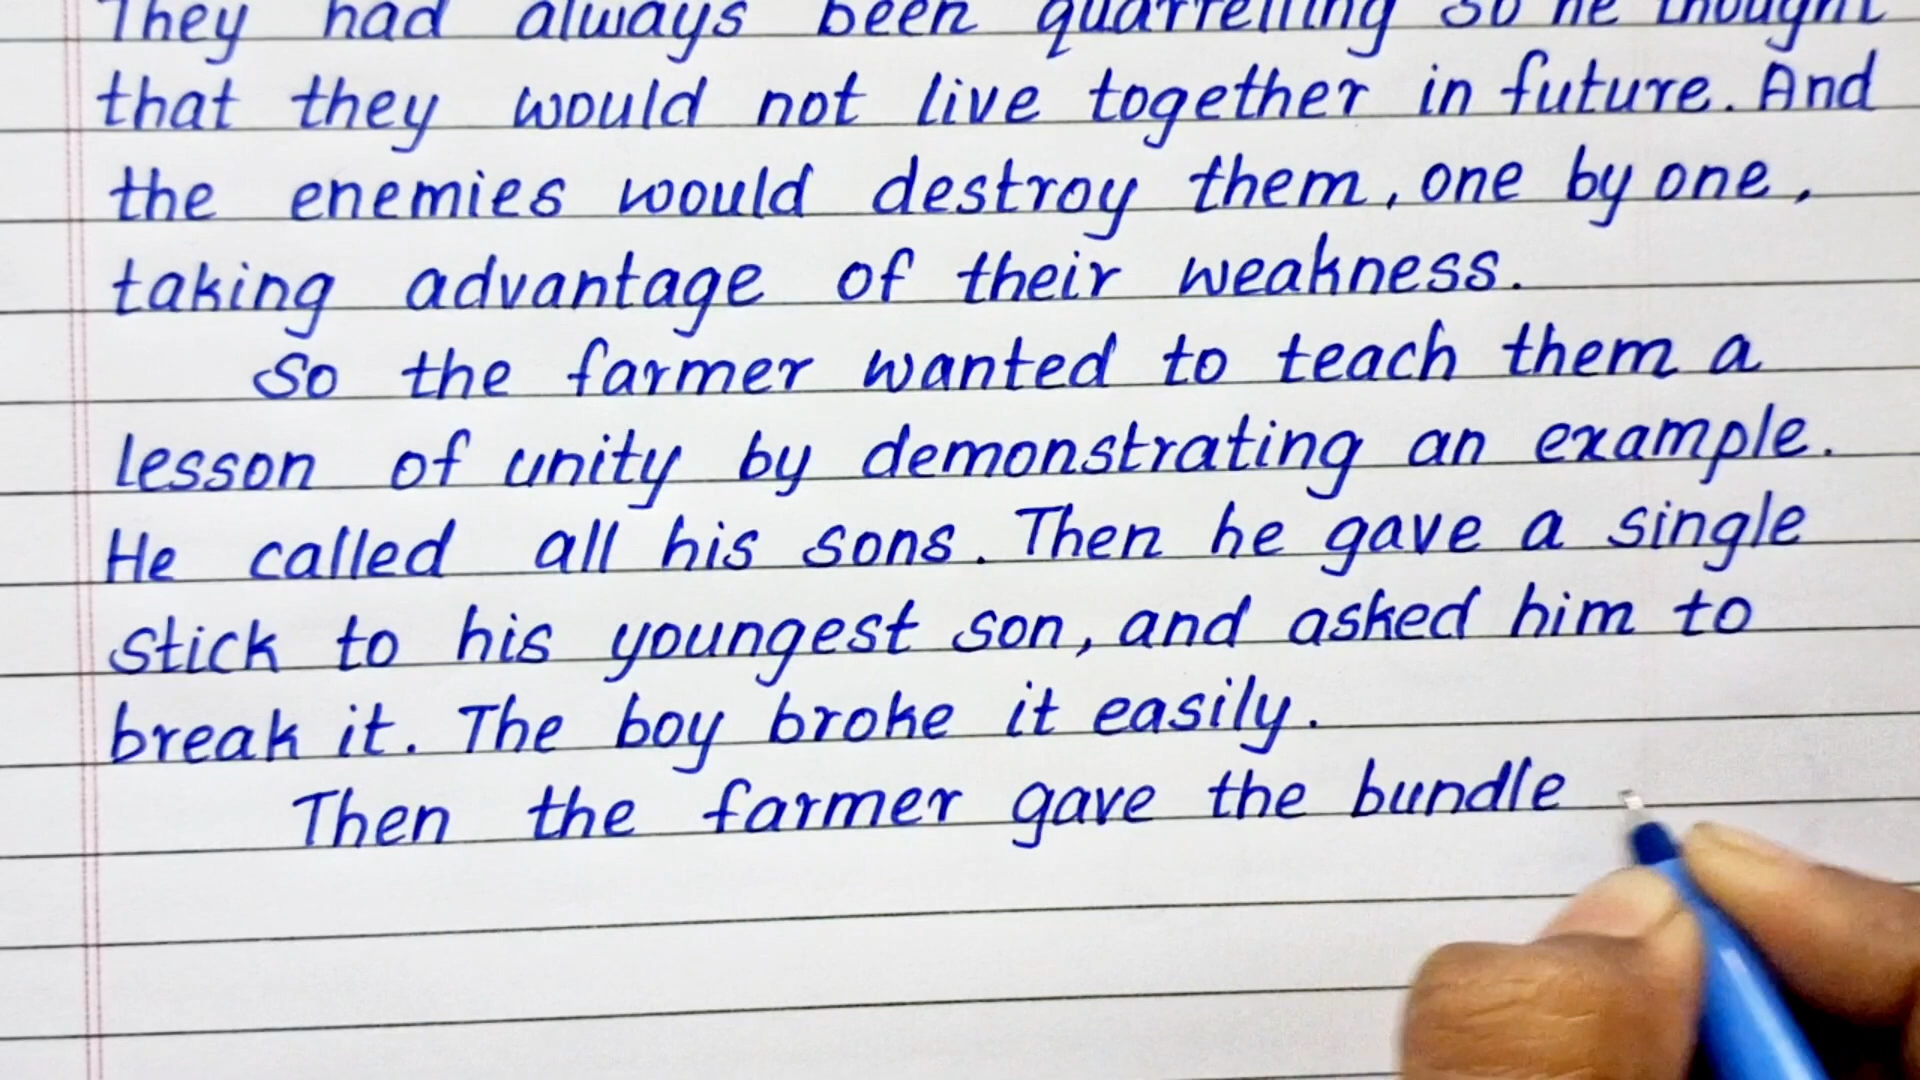 They had always been quarrelling so he thought
that they would not live together in future. And
the enemies would destroy them, one by one,
taking advantage of their weakness.
So the farmer wanted to teach them a
lesson of unity by demonstrating an example.
He called all his sons. Then he gave a single
stick to his youngest son, and asked him to
break it. The boy broke it easily.
Then the farmer gave the bundle